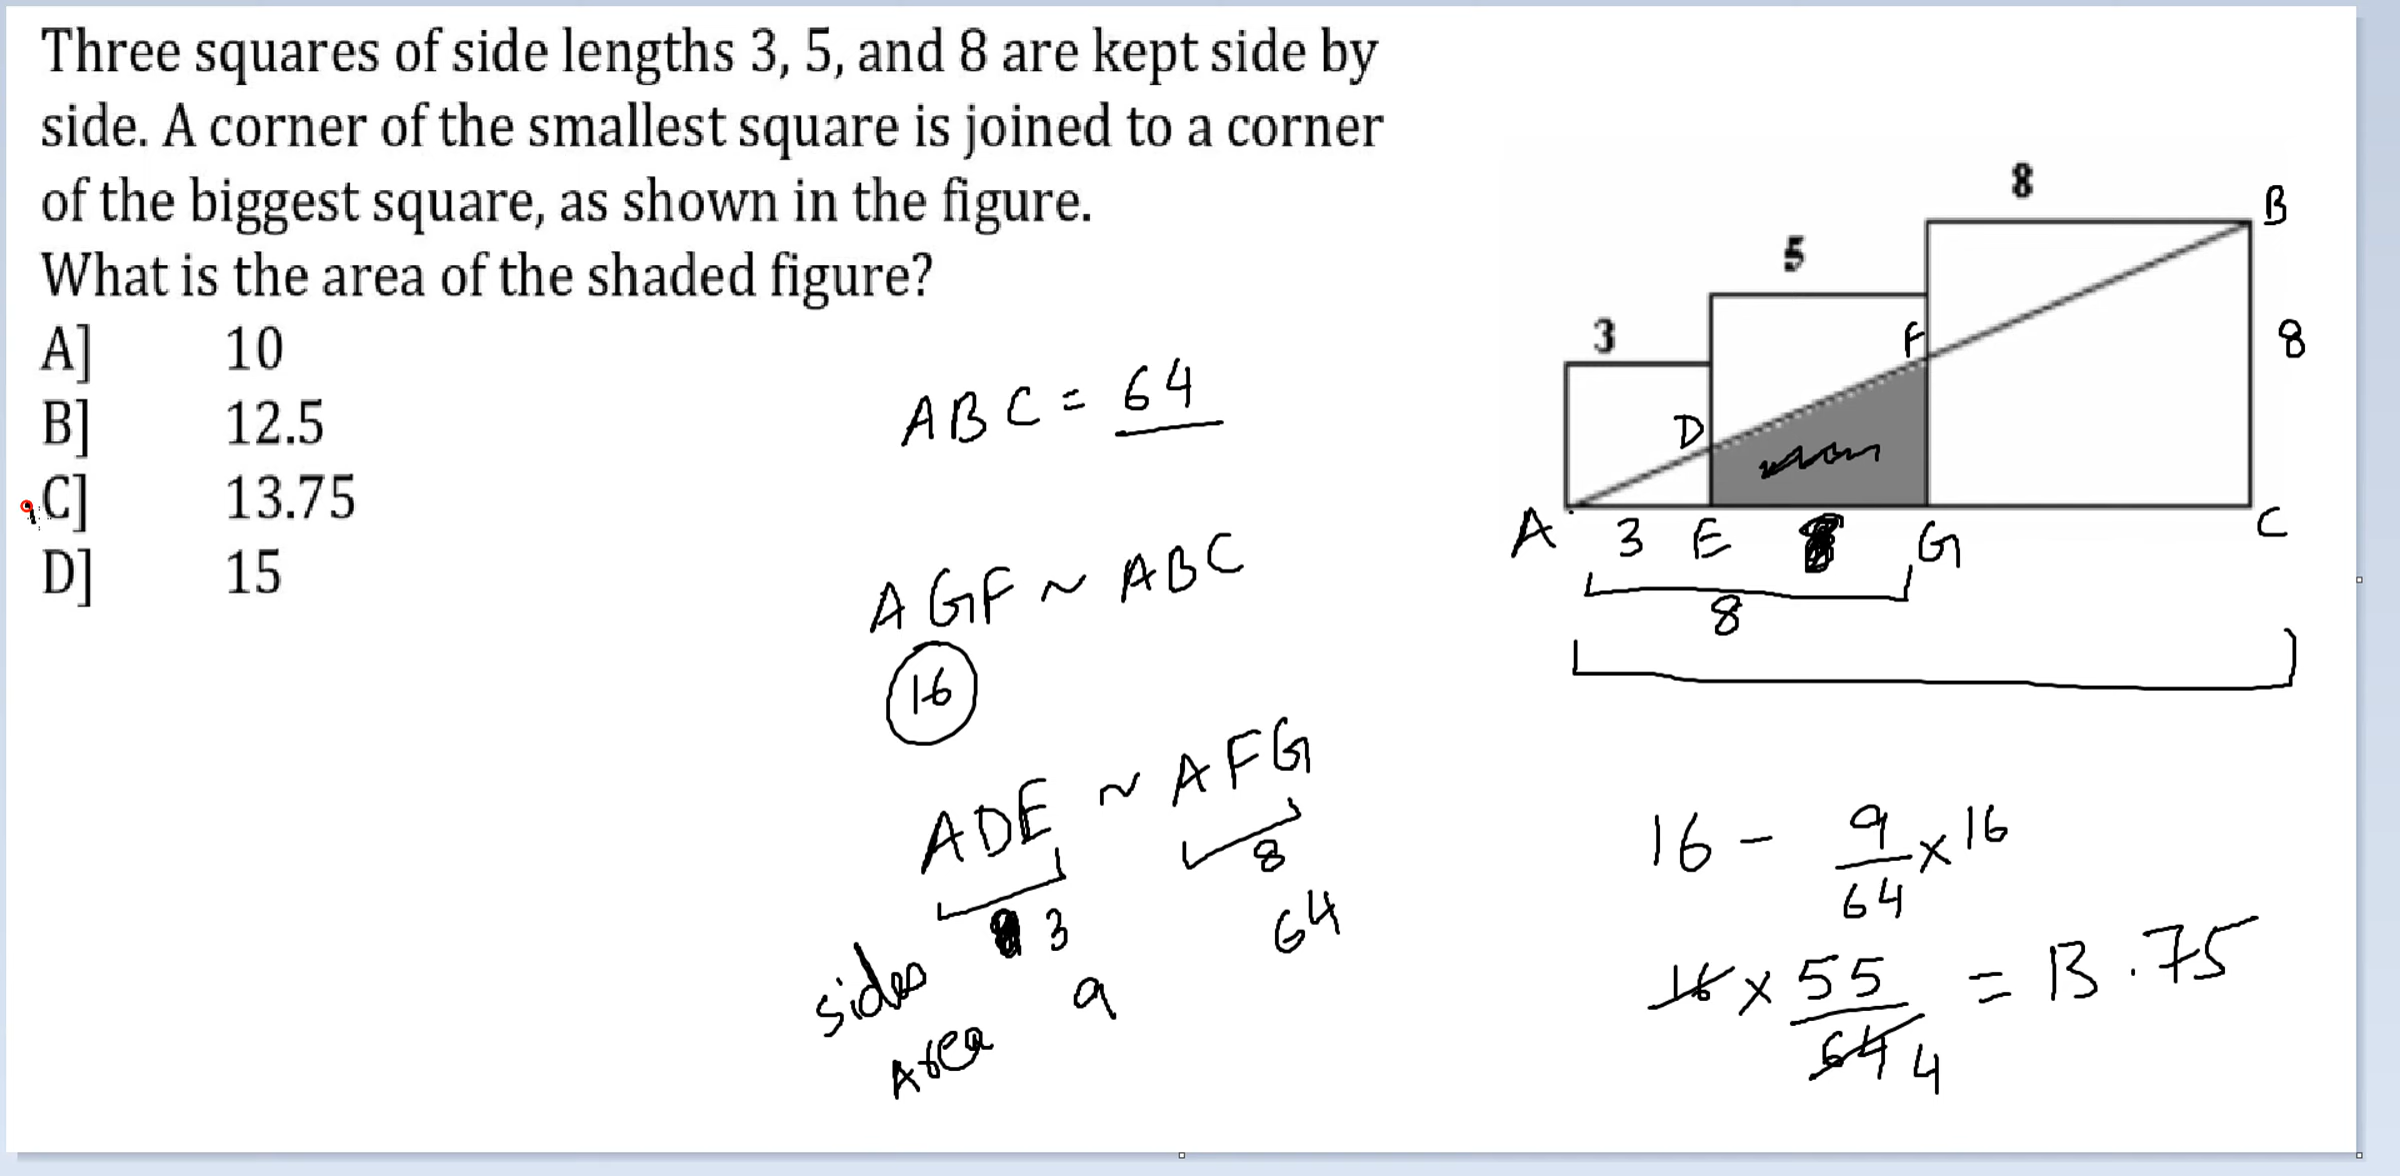 Three squares of side lengths 3, 5, and 8 are kept side by
side. A corner of the smallest square is joined to a corner
of the biggest square, as shown in the figure.
What is the area of the shaded figure?
A] 10
B] 12.5
C] 13.75
D] 15
ABC = 64
AGF ~ ABC
16
ADE ~ AFG
3 8
sides
64
Area 9
8
B
5
3
F
8
D
A 3 E G C
8
16 - 9/64 x 16
16 x 55/64 4 = 13.75